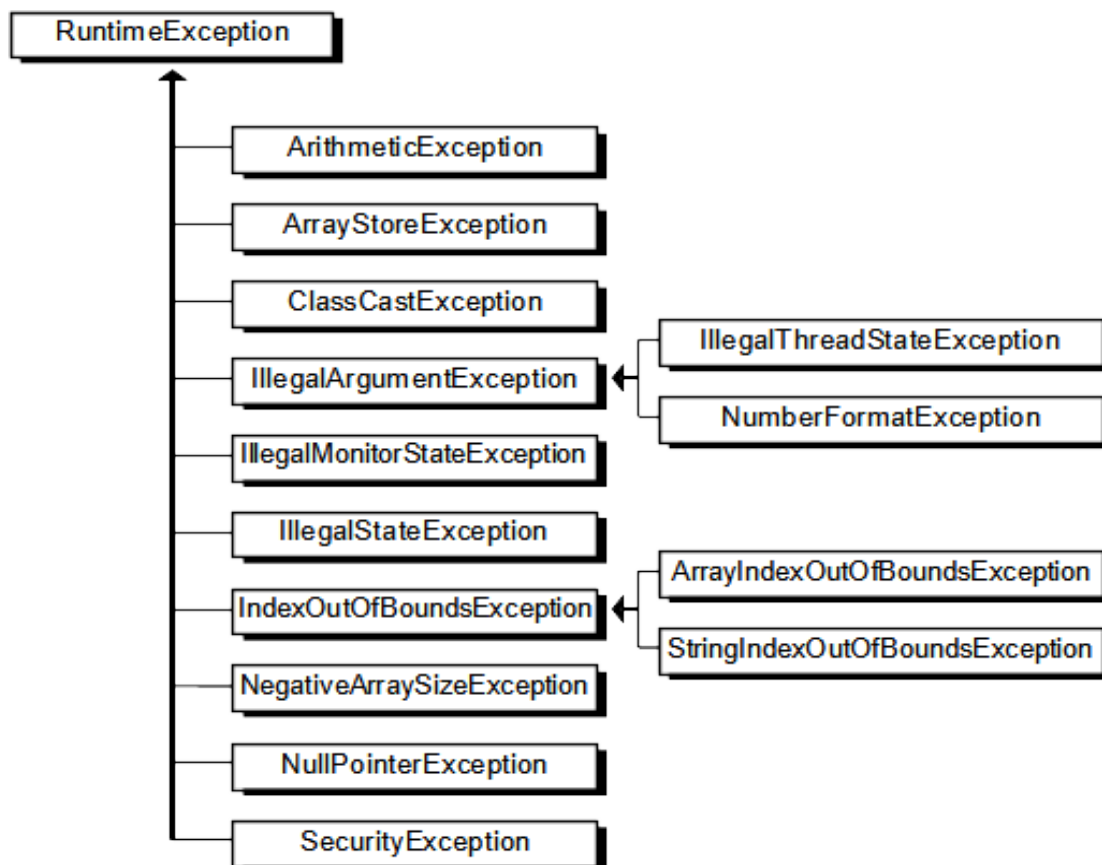 RuntimeException
ArithmeticException
ArrayStoreException
ClassCastException
IllegalArgumentException
IllegalThreadStateException
NumberFormatException
IllegalMonitorStateException
IllegalStateException
IndexOutOfBoundsException
ArrayIndexOutOfBoundsException
StringIndexOutOfBoundsException
NegativeArraySizeException
NullPointerException
SecurityException